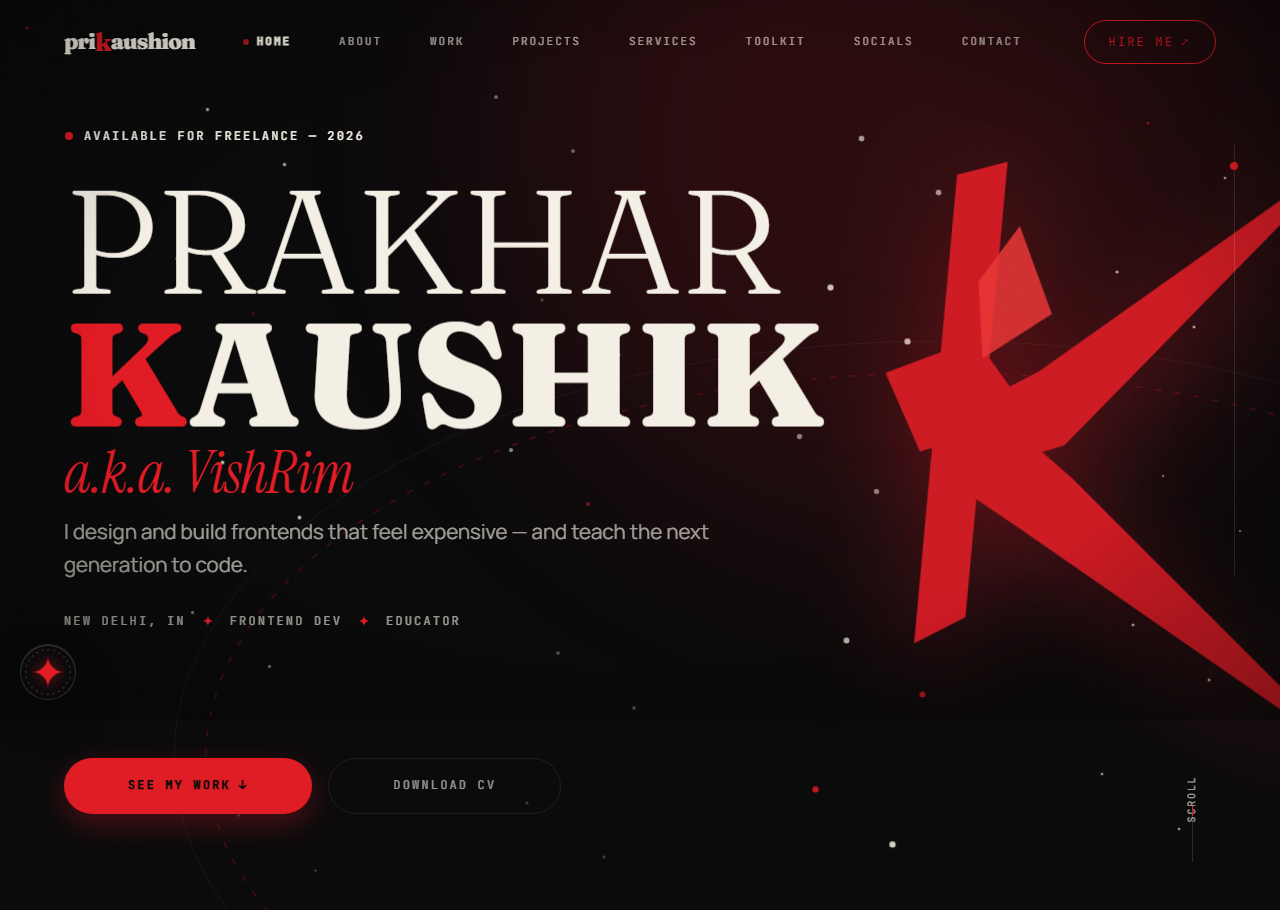 prikaushion
HOME ABOUT WORK PROJECTS SERVICES TOOLKIT SOCIALS CONTACT HIRE ME ↗
AVAILABLE FOR FREELANCE — 2026
PRAKHAR
KAUSHIK
a.k.a. VishRim
I design and build frontends that feel expensive — and teach the next
generation to code.
NEW DELHI, IN ✦ FRONTEND DEV ✦ EDUCATOR
SEE MY WORK ↓ DOWNLOAD CV
SCROLL